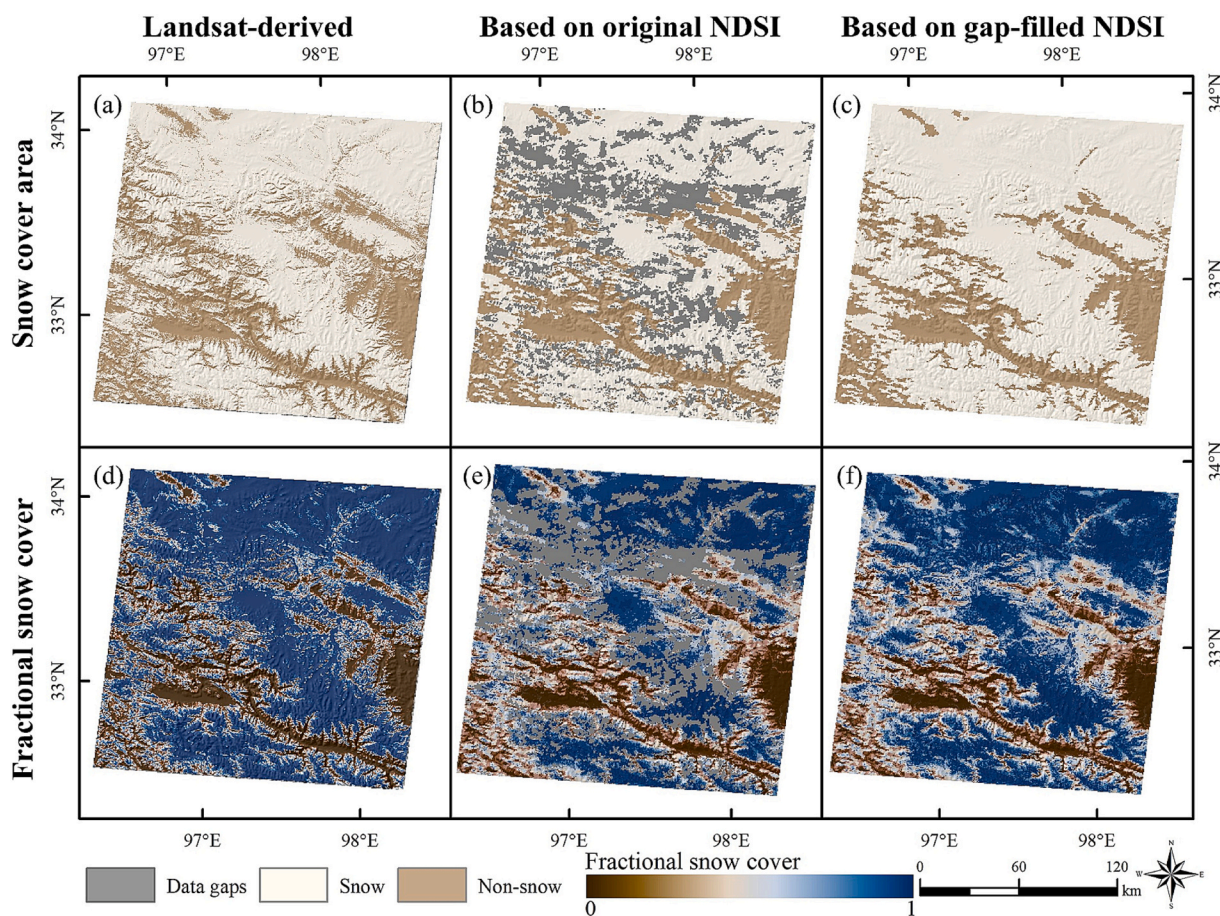 Landsat-derived Based on original NDSI Based on gap-filled NDSI
97°E 98°E 97°E 98°E 97°E 98°E
Snow cover area
(a) (b) (c)
34°N 34°N
33°N 33°N
Fractional snow cover
(d) (e) (f)
34°N 34°N
33°N 33°N
97°E 98°E 97°E 98°E 97°E 98°E
Data gaps Snow Non-snow
Fractional snow cover
0 1
0 60 120
km
N
W E
S